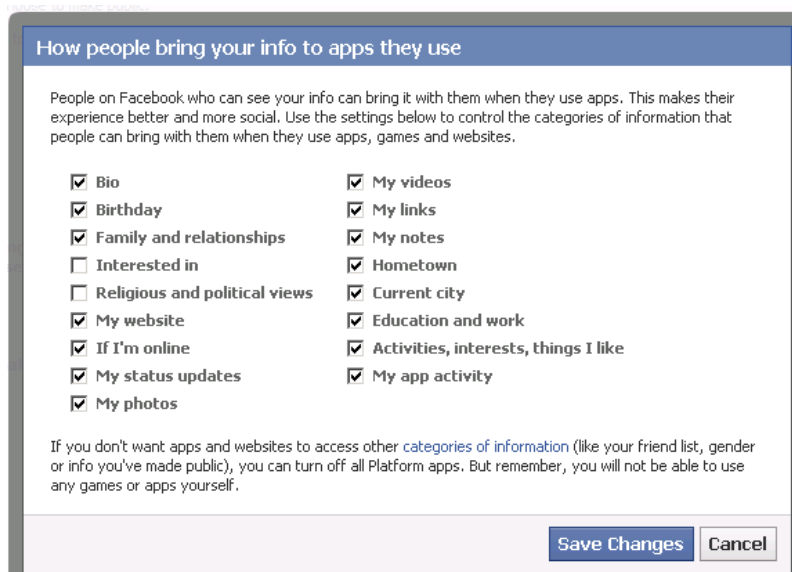 How people bring your info to apps they use
People on Facebook who can see your info can bring it with them when they use apps. This makes their
experience better and more social. Use the settings below to control the categories of information that
people can bring with them when they use apps, games and websites.
Bio
Birthday
Family and relationships
Interested in
Religious and political views
My website
If I'm online
My status updates
My photos
My videos
My links
My notes
Hometown
Current city
Education and work
Activities, interests, things I like
My app activity
If you don't want apps and websites to access other categories of information (like your friend list, gender
or info you've made public), you can turn off all Platform apps. But remember, you will not be able to use
any games or apps yourself.
Save Changes
Cancel